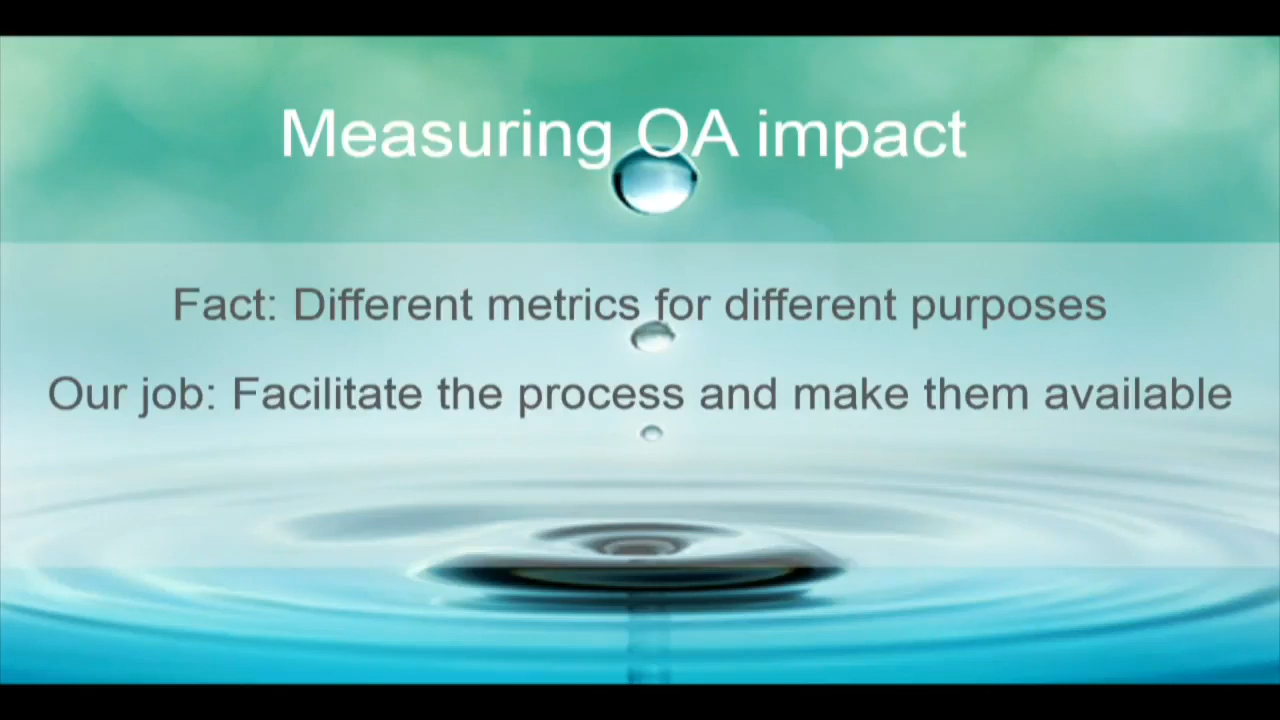 Measuring OA impact
Fact: Different metrics for different purposes
Our job: Facilitate the process and make them available